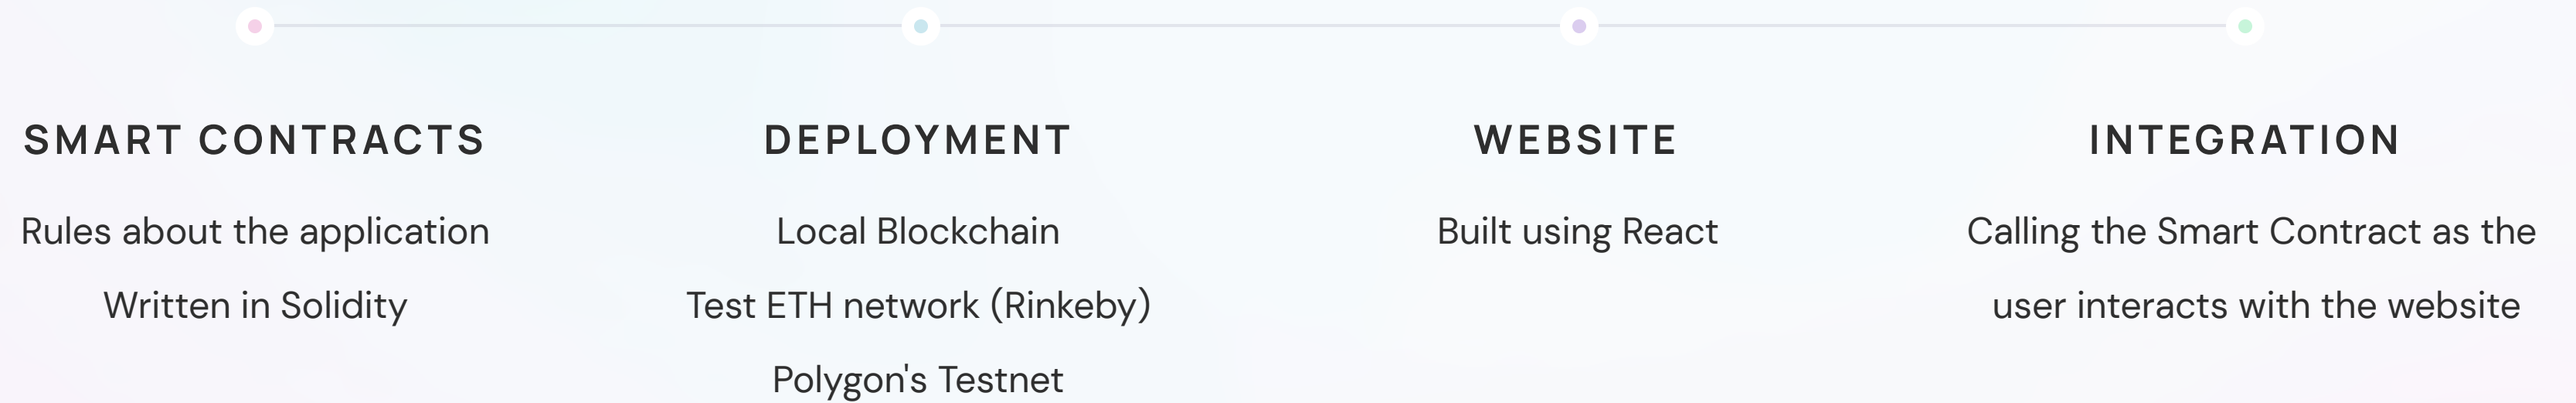 SMART CONTRACTS
Rules about the application
Written in Solidity
DEPLOYMENT
Local Blockchain
Test ETH network (Rinkeby)
Polygon's Testnet
WEBSITE
Built using React
INTEGRATION
Calling the Smart Contract as the
user interacts with the website